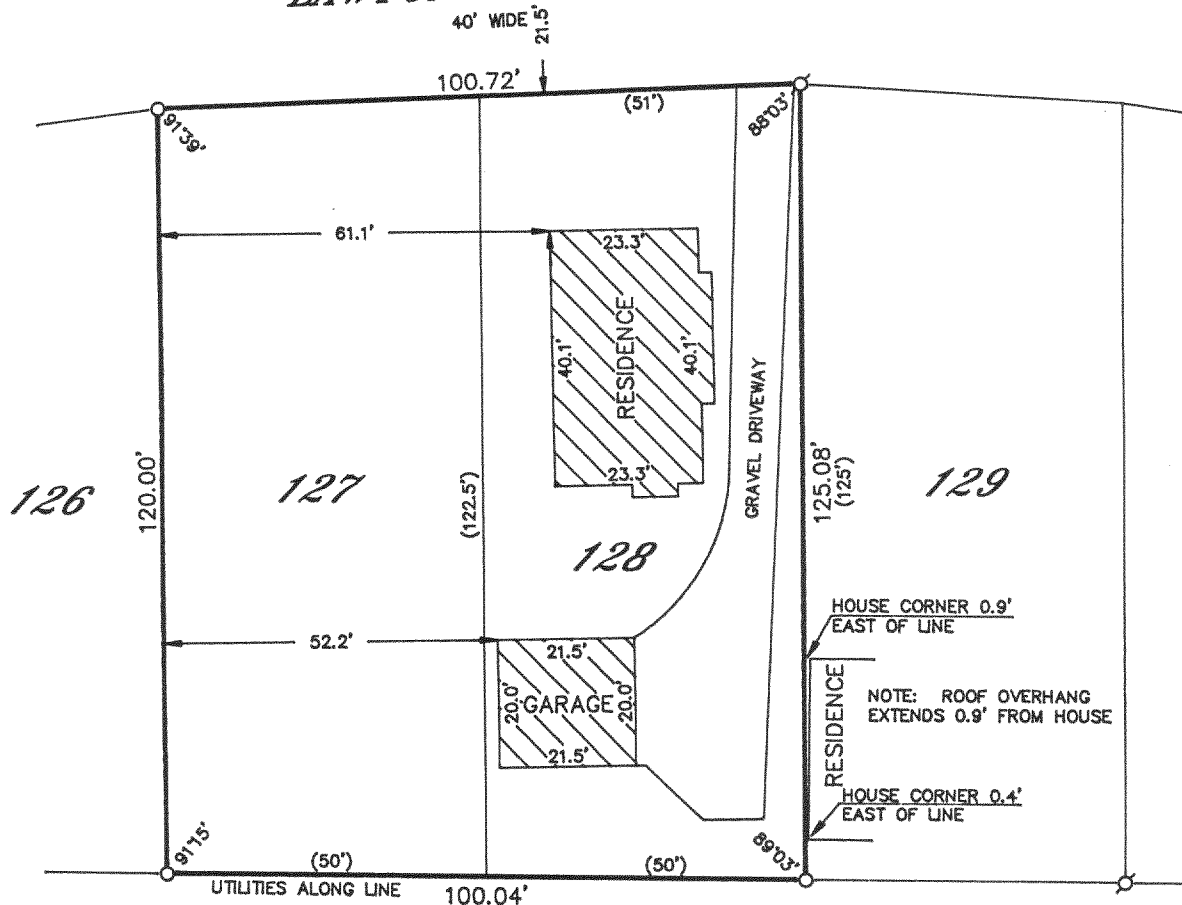 40' WIDE
21.5'
100.72'
(51')
91°39'
88°03'
61.1'
23.3'
40.1'
RESIDENCE
40.1'
23.3'
GRAVEL DRIVEWAY
126
120.00'
127
(122.5')
128
125.08'
(125')
129
52.2'
21.5'
20.0'
GARAGE
20.0'
21.5'
HOUSE CORNER 0.9'
EAST OF LINE
RESIDENCE
NOTE: ROOF OVERHANG
EXTENDS 0.9' FROM HOUSE
HOUSE CORNER 0.4'
EAST OF LINE
91°15'
89°03'
(50')
(50')
UTILITIES ALONG LINE
100.04'